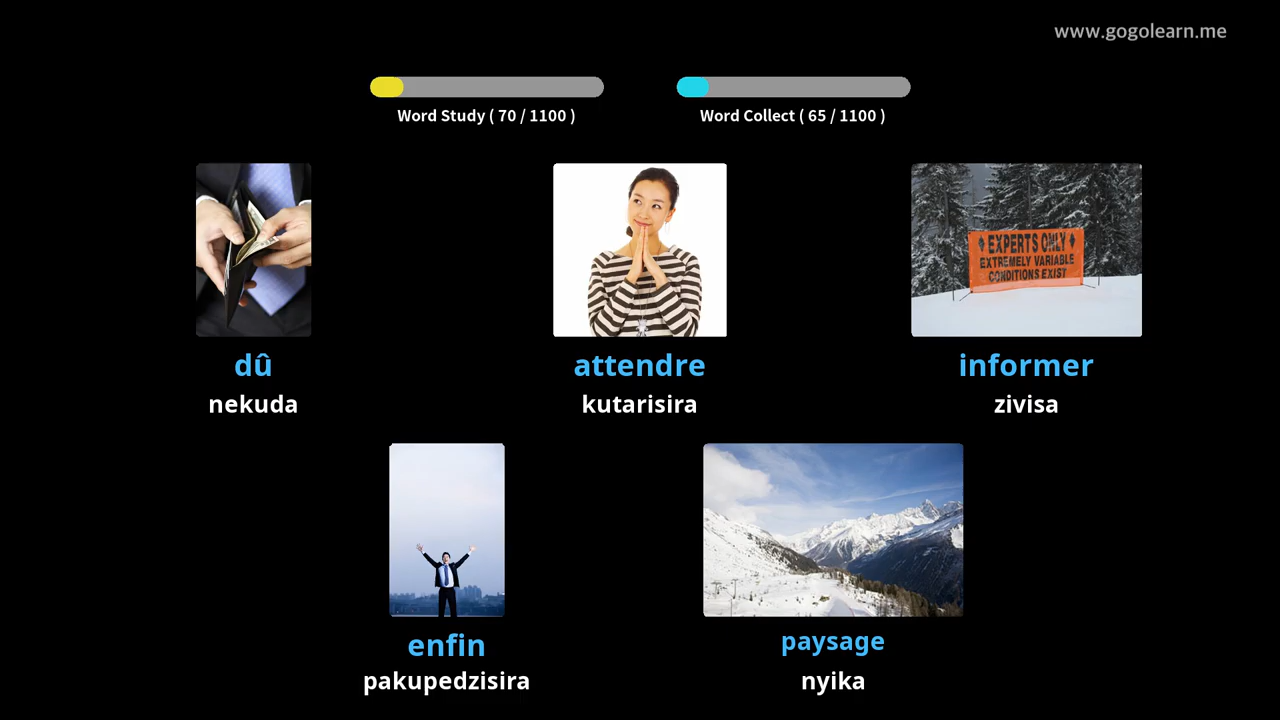 www.gogolearn.me
Word Study ( 70 / 1100 )
Word Collect ( 65 / 1100 )
EXPERTS ONLY
EXTREMELY VARIABLE
CONDITIONS EXIST
dû
attendre
informer
nekuda
kutarisira
zivisa
enfin
paysage
pakupedzisira
nyika